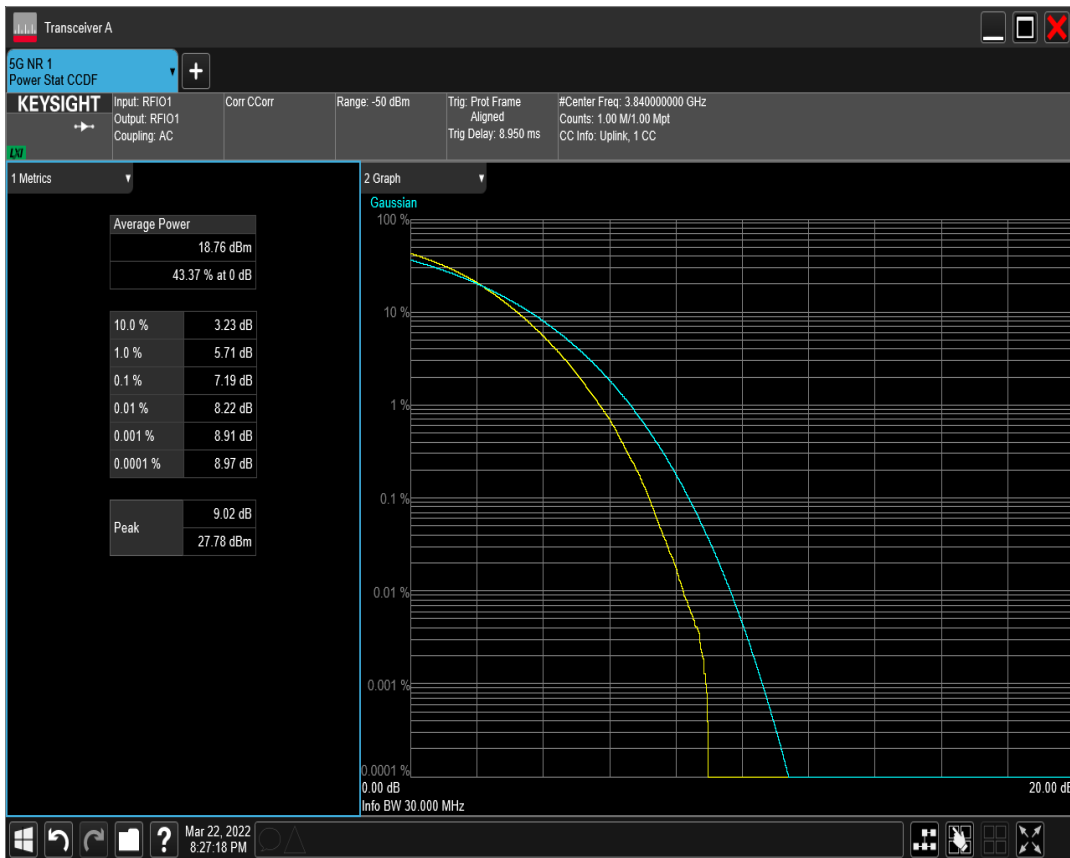 Transceiver A
5G NR 1
Power Stat CCDF
KEYSIGHT
LXI
Input: RFIO1
Output: RFIO1
Coupling: AC
Corr CCorr
Range: -50 dBm
Trig: Prot Frame
Aligned
Trig Delay: 8.950 ms
#Center Freq: 3.840000000 GHz
Counts: 1.00 M/1.00 Mpt
CC Info: Uplink, 1 CC
1 Metrics
Average Power
18.76 dBm
43.37 % at 0 dB
10.0 % 3.23 dB
1.0 % 5.71 dB
0.1 % 7.19 dB
0.01 % 8.22 dB
0.001 % 8.91 dB
0.0001 % 8.97 dB
Peak
9.02 dB
27.78 dBm
2 Graph
Gaussian
100 %
10 %
1 %
0.1 %
0.01 %
0.001 %
0.0001 %
0.00 dB 20.00 dB
Info BW 30.000 MHz
?
Mar 22, 2022
8:27:18 PM